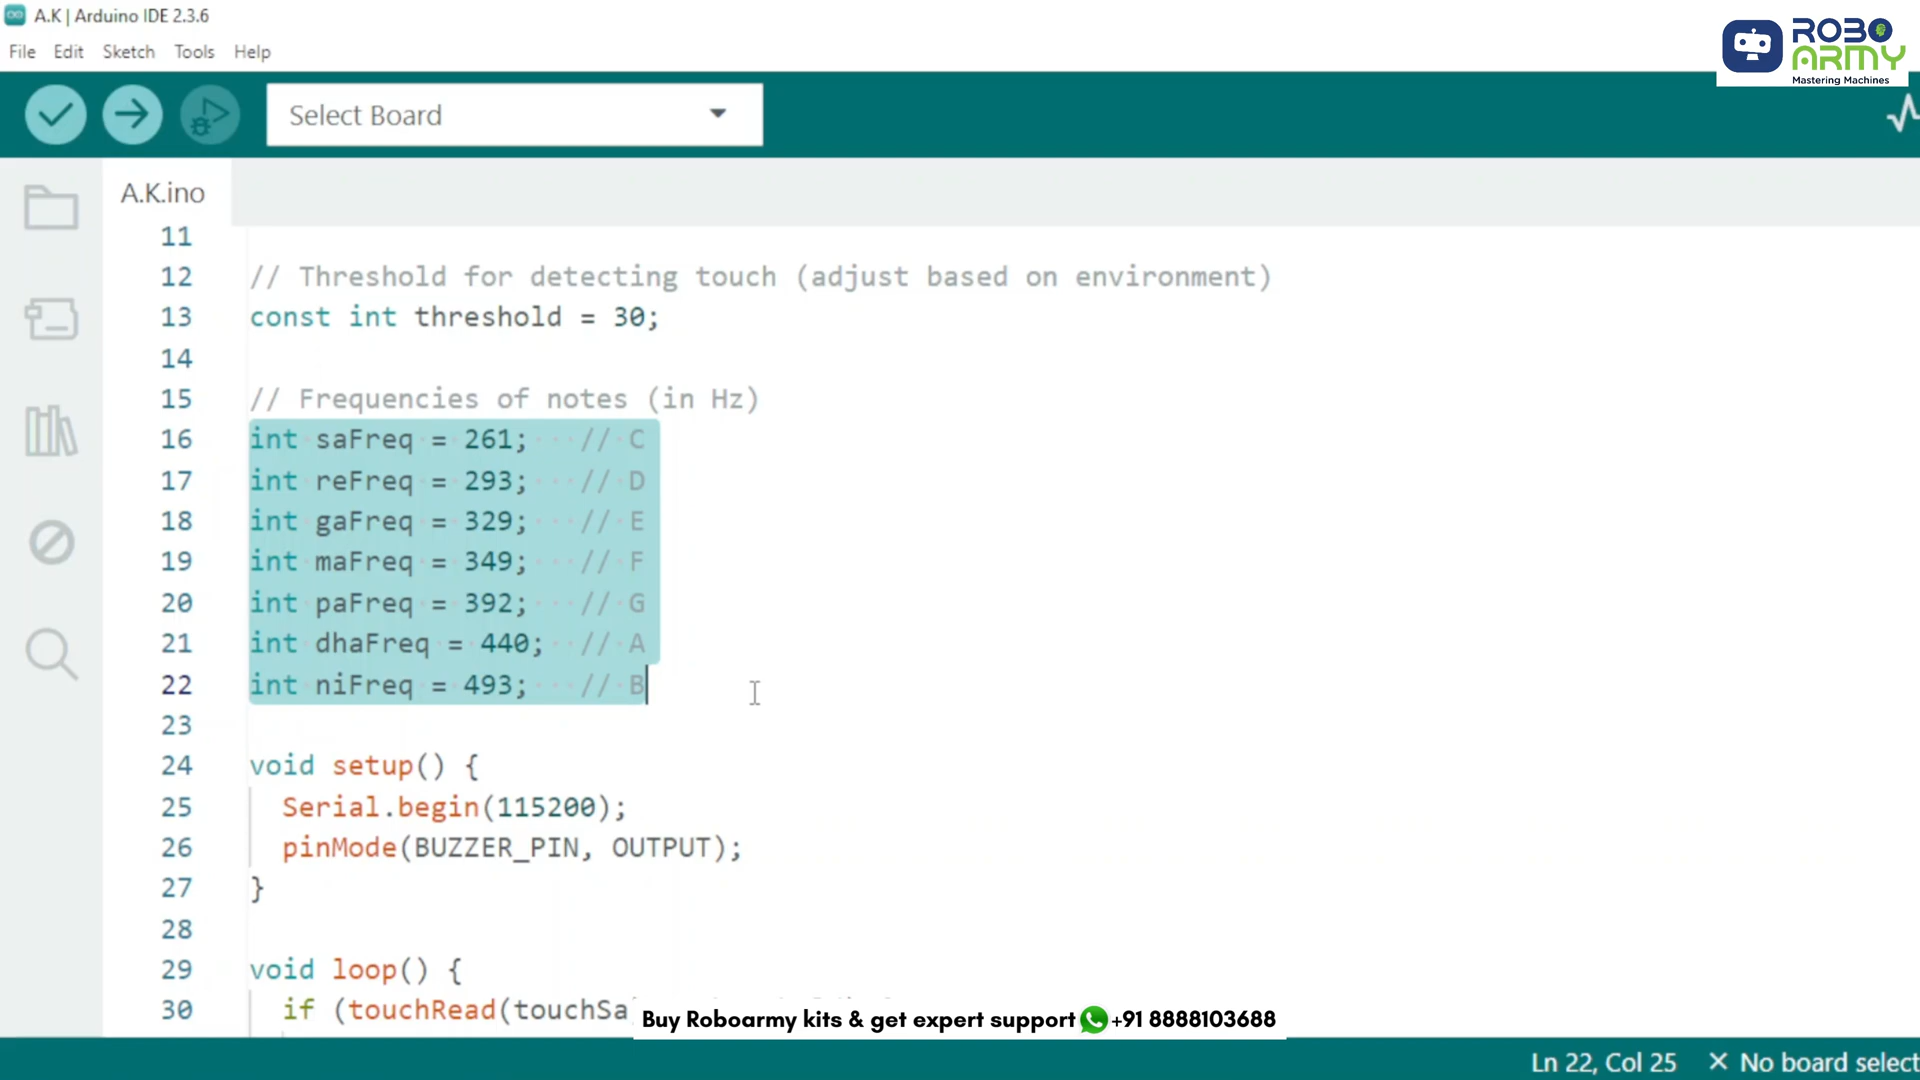 A.K | Arduino IDE 2.3.6
File Edit Sketch Tools Help
ROBO
ARMY
Mastering Machines
Select Board
A.K.ino
11
12 // Threshold for detecting touch (adjust based on environment)
13 const int threshold = 30;
14
15 // Frequencies of notes (in Hz)
16 int saFreq = 261; // C
17 int reFreq = 293; // D
18 int gaFreq = 329; // E
19 int maFreq = 349; // F
20 int paFreq = 392; // G
21 int dhaFreq = 440; // A
22 int niFreq = 493; // B
23
24 void setup() {
25 Serial.begin(115200);
26 pinMode(BUZZER_PIN, OUTPUT);
27 }
28
29 void loop() {
30 if (touchRead(touchSa
Buy Roboarmy kits & get expert support +91 8888103688
Ln 22, Col 25 × No board select